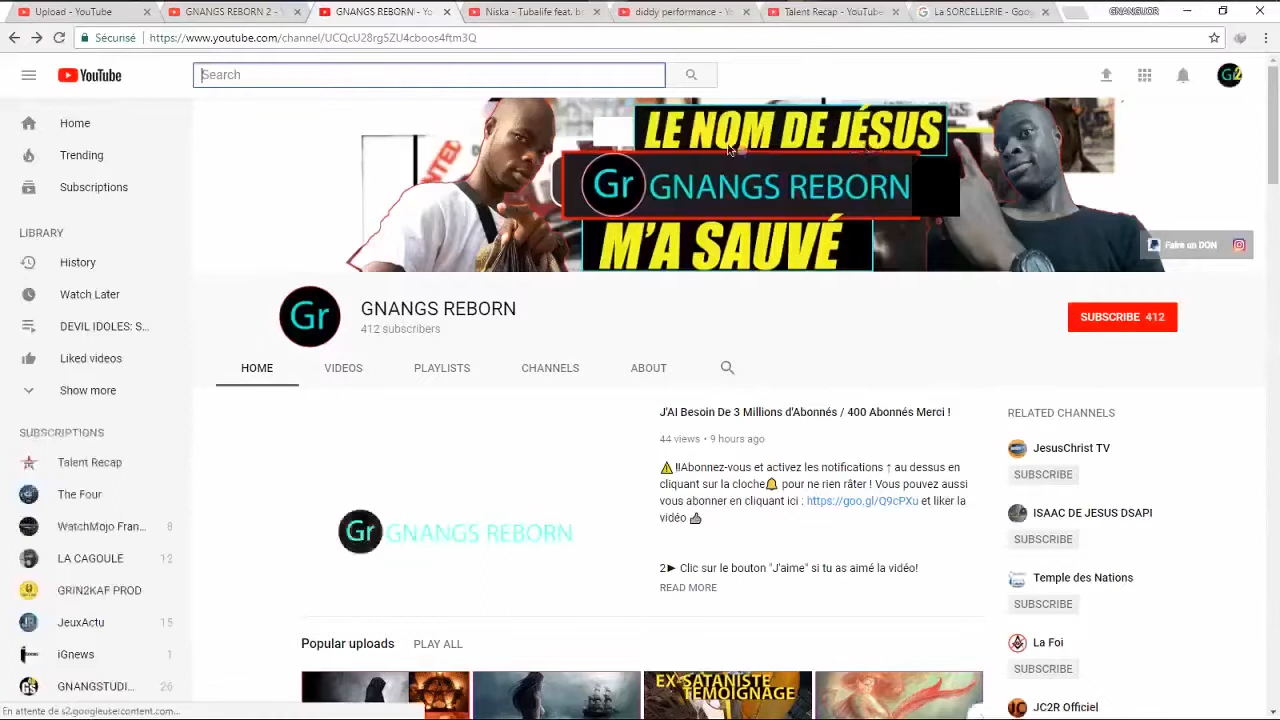 Upload - YouTube
GNANGS REBORN 2 -
GNANGS REBORN - Yo
Niska - Tubalife feat. b
diddy perfomance - Yo
Talent Recap - YouTube
La SORCELLERIE - Goo
Sécurisé
https://www.youtube.com/channel/UCQcU28rgSZU4cboos4ftm3Q
YouTube
Search
Home
Trending
Subscriptions
LIBRARY
History
Watch Later
DEVIL IDOLES: S...
Liked videos
Show more
SUBSCRIPTIONS
Talent Recap
The Four
WatchMojo Fran... 8
LA CAGOULE 12
GRIN2KAF PROD
JeuxActu 15
iGnews 1
GNANGSTUDI... 26
En attente de s2.googleusercontent.com...
LE NOM DE JÉSUS
Gr GNANGS REBORN
M'A SAUVÉ
Faire un DON
Gr
GNANGS REBORN
412 subscribers
SUBSCRIBE 412
HOME VIDEOS PLAYLISTS CHANNELS ABOUT
Gr GNANGS REBORN
J'AI Besoin De 3 Millions d'Abonnés / 400 Abonnés Merci !
44 views • 9 hours ago
⚠️‼Abonnez-vous et activez les notifications ↑ au dessus en
cliquant sur la cloche🔔 pour ne rien râter ! Vous pouvez aussi
vous abonner en cliquant ici : https://goo.gl/Q9cPXu et liker la
vidéo 👍
2► Clic sur le bouton "J'aime" si tu as aimé la vidéo!
READ MORE
Popular uploads PLAY ALL
EX-SATANISTE
TÉMOIGNAGE
RELATED CHANNELS
JesusChrist TV
SUBSCRIBE
ISAAC DE JESUS DSAPI
SUBSCRIBE
Temple des Nations
SUBSCRIBE
La Foi
SUBSCRIBE
JC2R Officiel